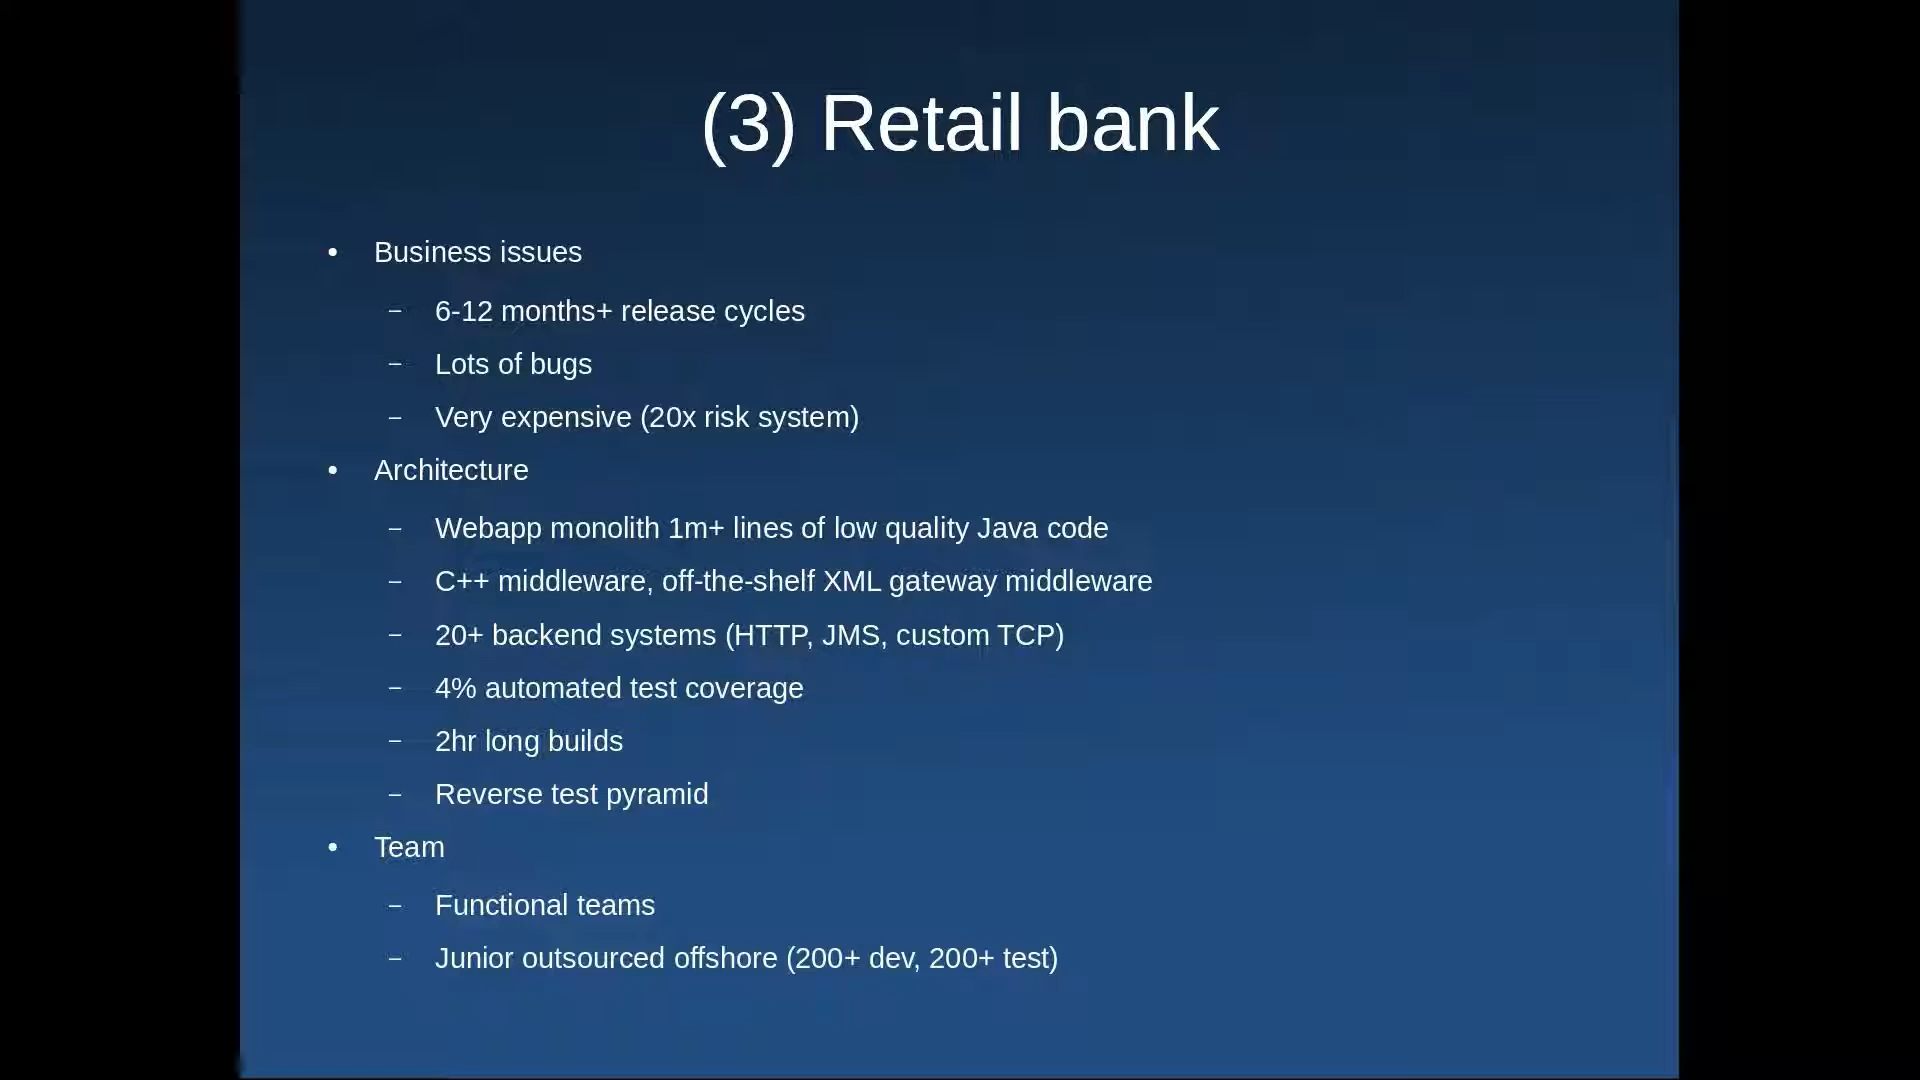 (3) Retail bank
• Business issues
– 6-12 months+ release cycles
– Lots of bugs
– Very expensive (20x risk system)
• Architecture
– Webapp monolith 1m+ lines of low quality Java code
– C++ middleware, off-the-shelf XML gateway middleware
– 20+ backend systems (HTTP, JMS, custom TCP)
– 4% automated test coverage
– 2hr long builds
– Reverse test pyramid
• Team
– Functional teams
– Junior outsourced offshore (200+ dev, 200+ test)